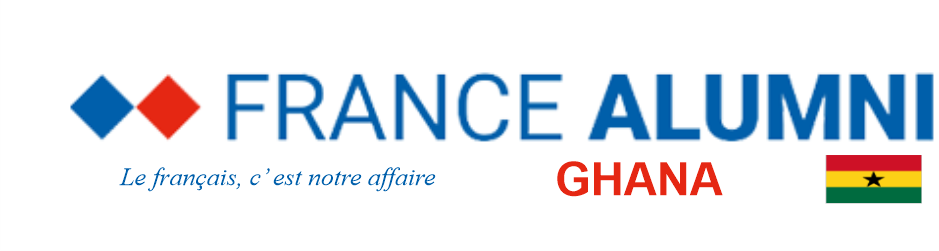 FRANCE ALUMNI
Le français, c’est notre affaire
GHANA